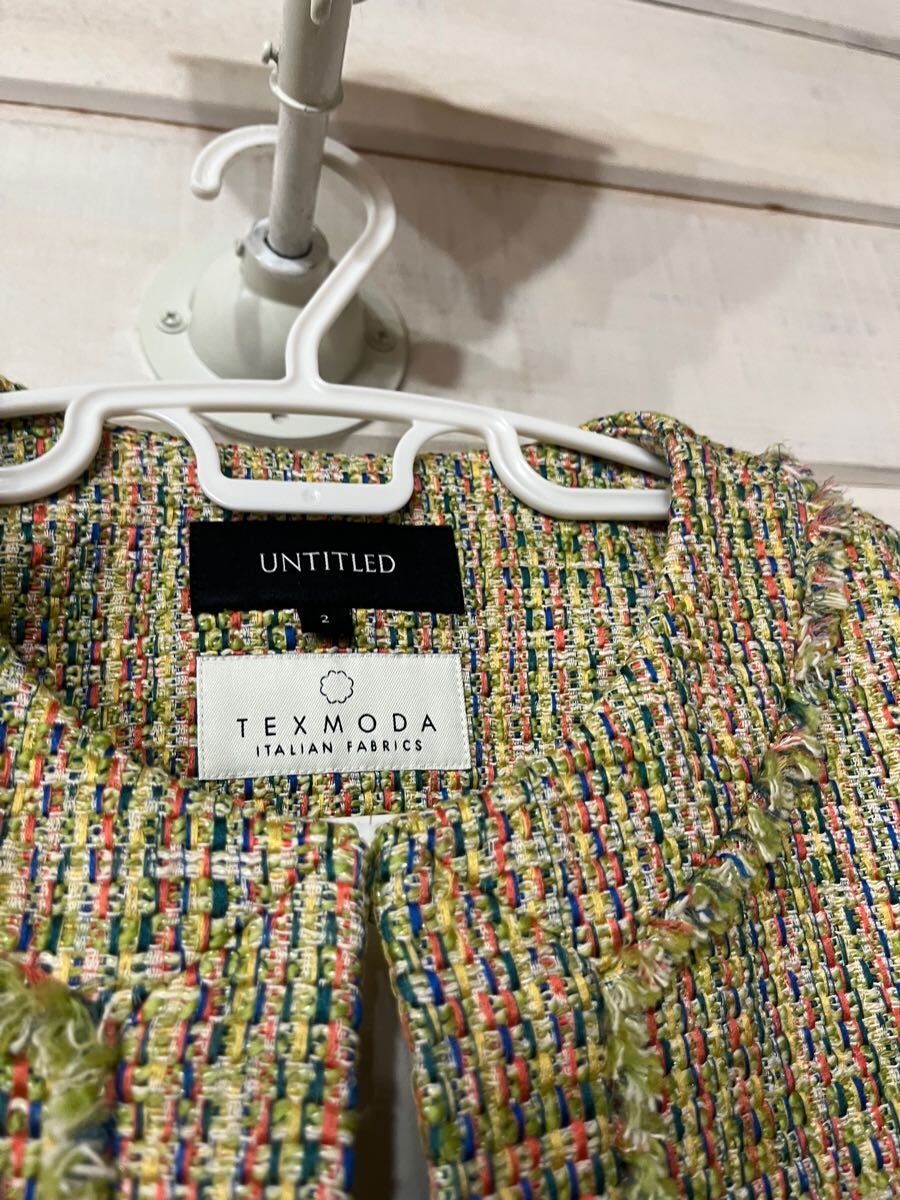 UNTITLED
2
TEXMODA
ITALIAN FABRICS